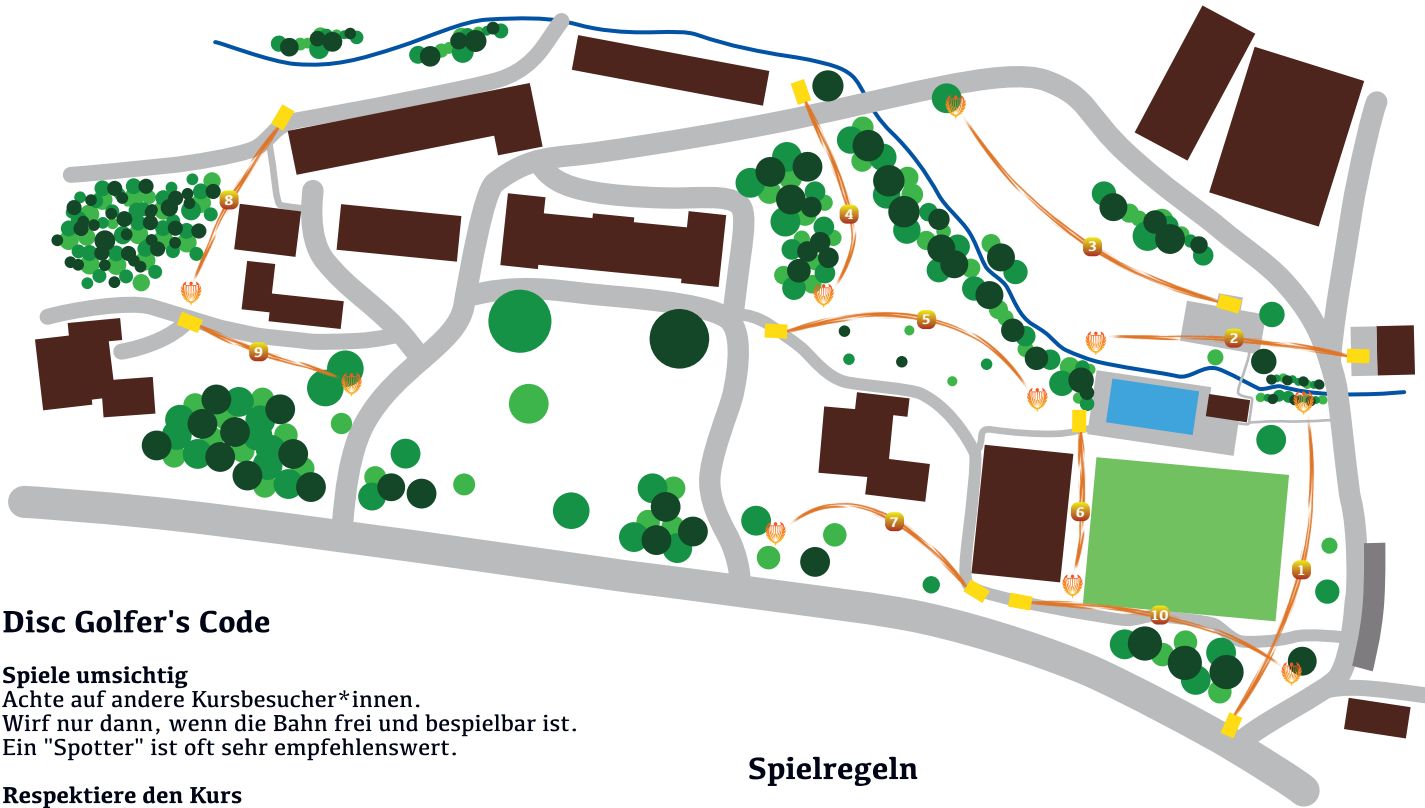 8
4
3
5
2
9
6
7
1
10
Disc Golfer's Code
Spiele umsichtig
Achte auf andere Kursbesucher*innen.
Wirf nur dann, wenn die Bahn frei und bespielbar ist.
Ein "Spotter" ist oft sehr empfehlenswert.
Spielregeln
Respektiere den Kurs